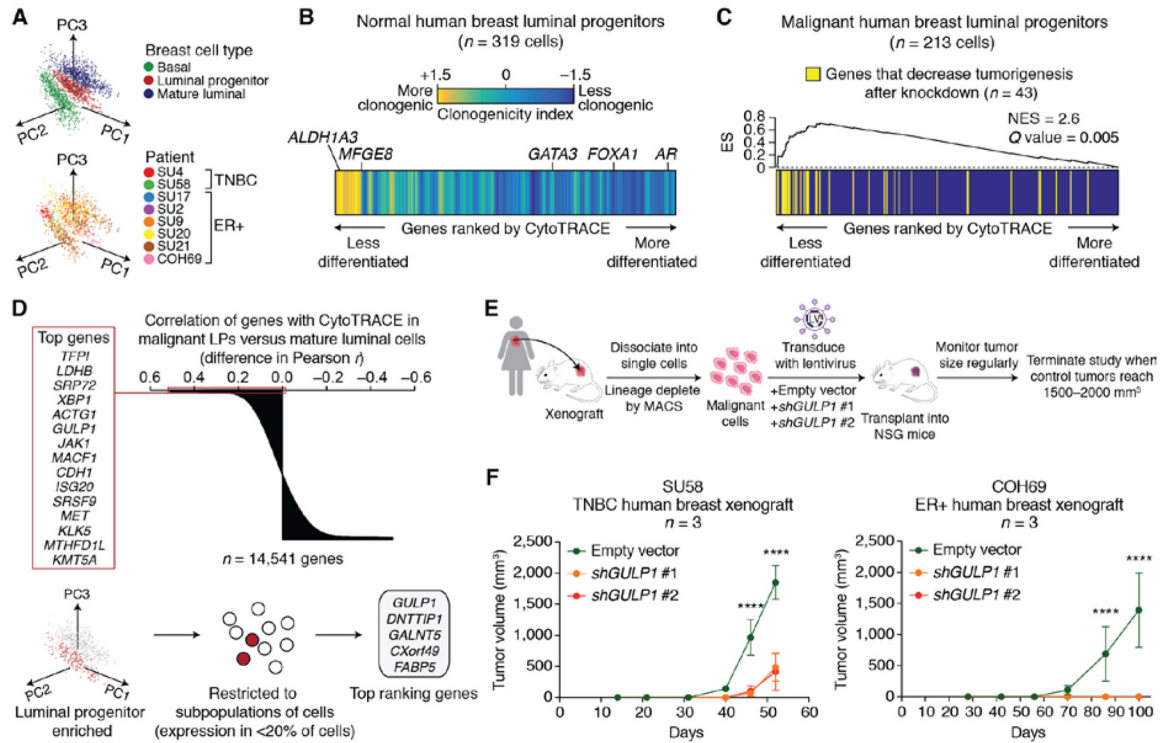 A
PC3
PC2
PC1
Breast cell type
Basal
Luminal progenitor
Mature luminal
PC3
PC2
PC1
Patient
SU4
SU58
TNBC
SU17
SU2
SU9
SU20
SU21
COH69
ER+
B
Normal human breast luminal progenitors
(n = 319 cells)
+1.5 0 −1.5
More clonogenic
Less clonogenic
Clonogenicity index
ALDH1A3
MFGE8 GATA3 FOXA1 AR
Genes ranked by CytoTRACE
Less differentiated
More differentiated
C
Malignant human breast luminal progenitors
(n = 213 cells)
Genes that decrease tumorigenesis
after knockdown (n = 43)
NES = 2.6
Q value = 0.005
ES
0.8
0.6
0.4
0.2
0
Genes ranked by CytoTRACE
Less differentiated
More differentiated
D
Top genes
TFPI
LDHB
SRP72
XBP1
ACTG1
GULP1
JAK1
MACF1
CDH1
ISG20
SRSF9
MET
KLK5
MTHFD1L
KMT5A
Correlation of genes with CytoTRACE in
malignant LPs versus mature luminal cells
(difference in Pearson r)
0.6 0.4 0.2 0.0 −0.2 −0.4 −0.6
n = 14,541 genes
PC3
PC2
PC1
Luminal progenitor
enriched
Restricted to
subpopulations of cells
(expression in <20% of cells)
GULP1
DNTTIP1
GALNT5
CXorf49
FABP5
Top ranking genes
E
Xenograft
Dissociate into
single cells
Lineage deplete
by MACS
Malignant
cells
LV
Transduce
with lentivirus
+Empty vector
+shGULP1 #1
+shGULP1 #2
Transplant into
NSG mice
Monitor tumor
size regularly
Terminate study when
control tumors reach
1500–2000 mm³
F
SU58
TNBC human breast xenograft
n = 3
Tumor volume (mm³)
2,500
2,000
1,500
1,000
500
0
Empty vector
shGULP1 #1
shGULP1 #2
****
****
0 10 20 30 40 50 60
Days
COH69
ER+ human breast xenograft
n = 3
Tumor volume (mm³)
2,500
2,000
1,500
1,000
500
0
Empty vector
shGULP1 #1
shGULP1 #2
****
****
0 10 20 30 40 50 60 70 80 90 100
Days